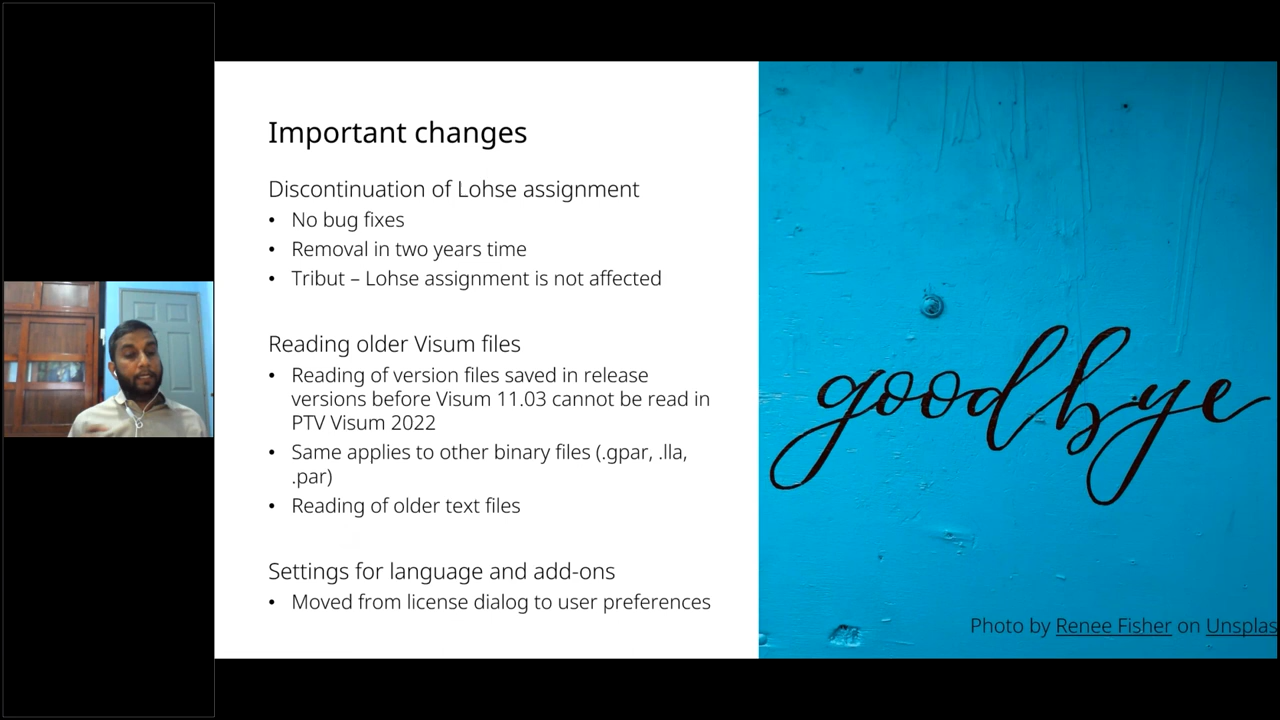 Important changes
Discontinuation of Lohse assignment
• No bug fixes
• Removal in two years time
• Tribut – Lohse assignment is not affected
Reading older Visum files
• Reading of version files saved in release
versions before Visum 11.03 cannot be read in
PTV Visum 2022
• Same applies to other binary files (.gpar, .lla,
.par)
• Reading of older text files
Settings for language and add-ons
• Moved from license dialog to user preferences
goodbye
Photo by Renee Fisher on Unsplas